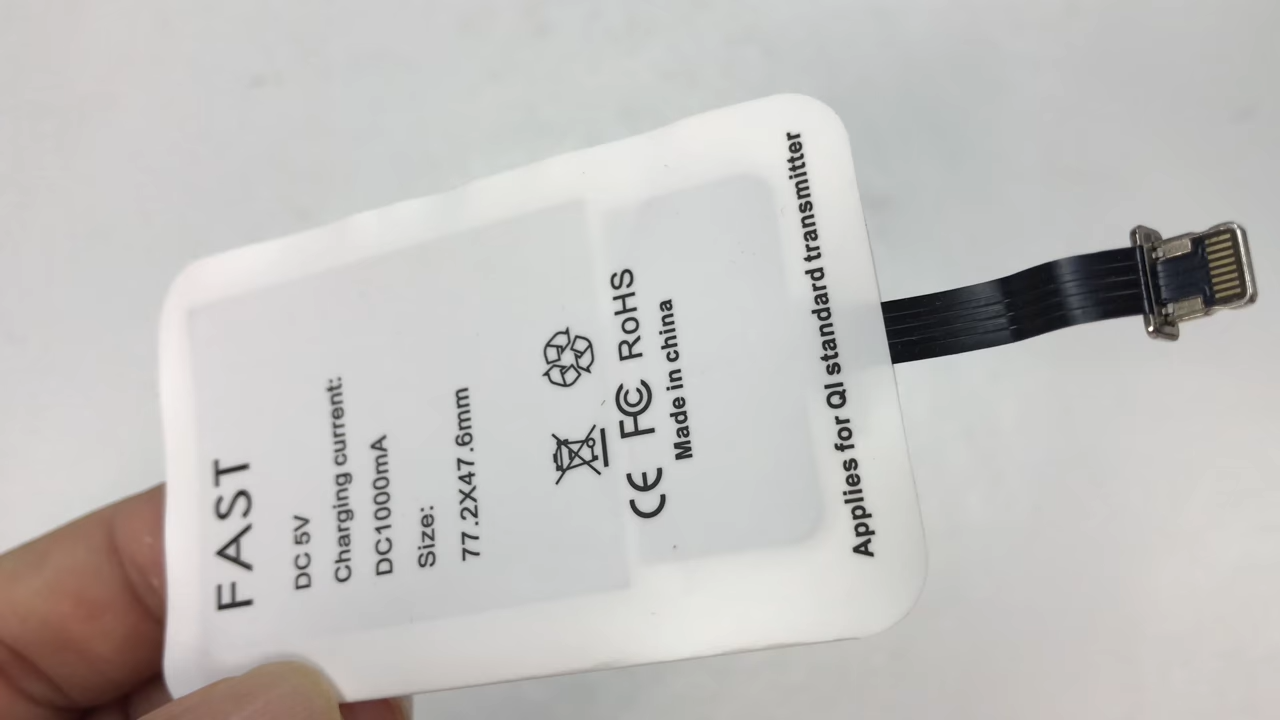 FAST
DC 5V
Charging current:
DC1000mA
Size:
77.2X47.6mm
CE FC RoHS
Made in china
Applies for QI standard transmitter